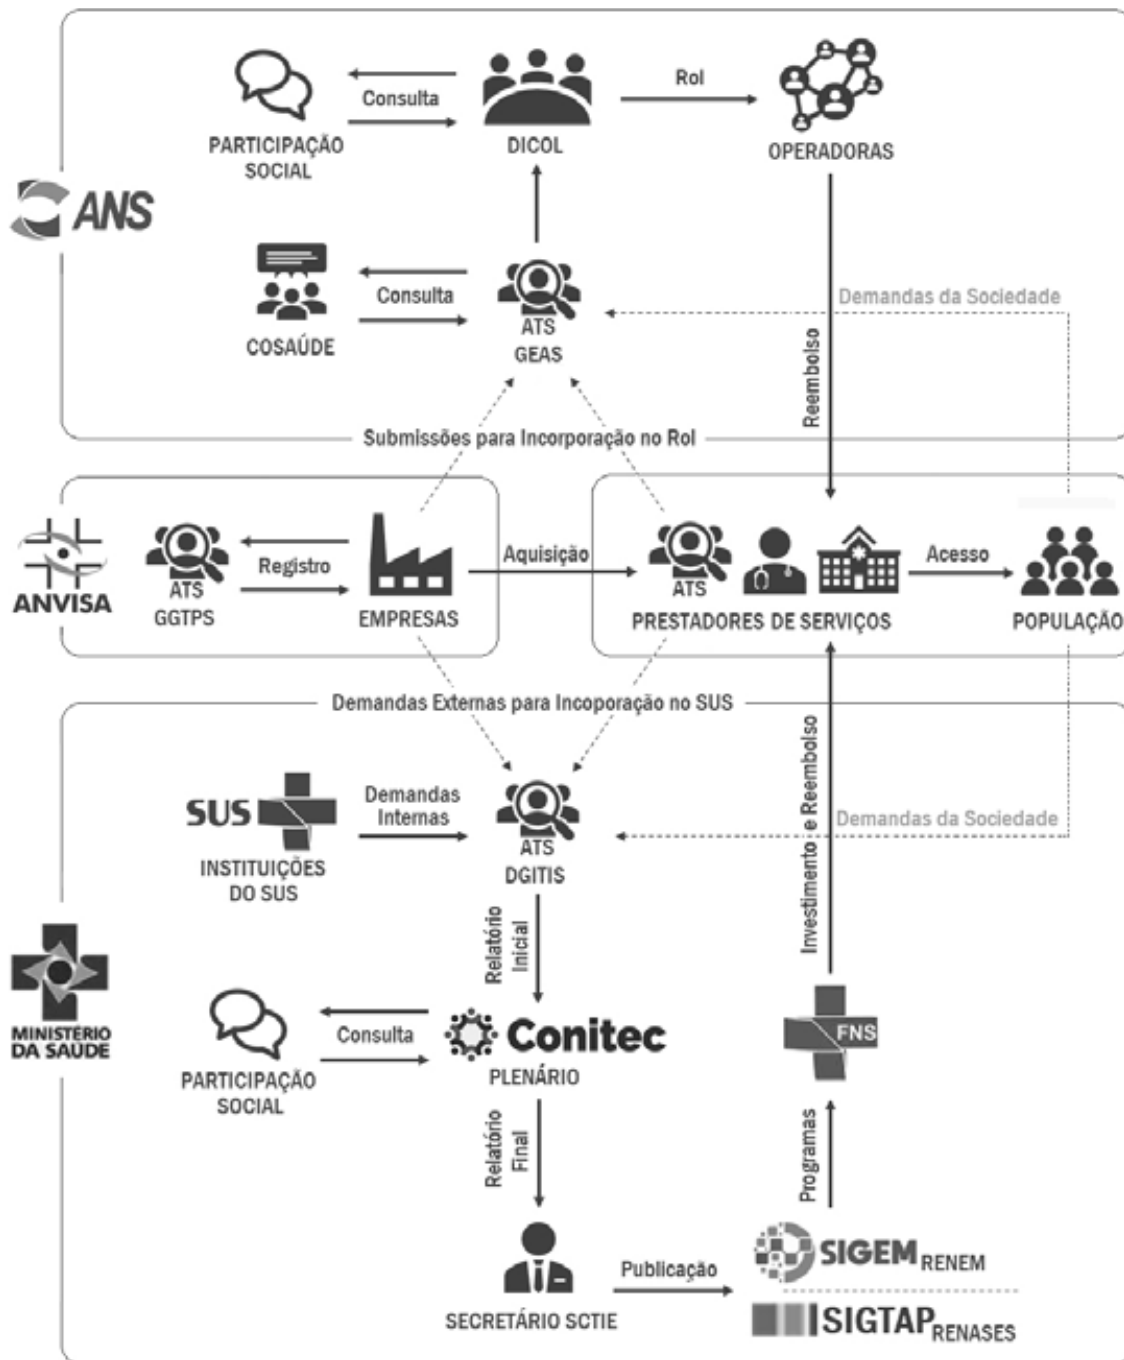 Consulta
Rol
PARTICIPAÇÃO
SOCIAL
DICOL
OPERADORAS
ANS
Consulta
COSAÚDE
ATS
GEAS
Demandas da Sociedade
Reembolso
Submissões para Incorporação no Rol
ANVISA
ATS
GGTPS
Registro
EMPRESAS
Aquisição
ATS
PRESTADORES DE SERVIÇOS
Acesso
POPULAÇÃO
Demandas Externas para Incoporação no SUS
SUS
INSTITUIÇÕES
DO SUS
Demandas
Internas
ATS
DGITIS
Demandas da Sociedade
Investimento e Reembolso
Relatório
Inicial
MINISTÉRIO
DA SAÚDE
PARTICIPAÇÃO
SOCIAL
Consulta
Conitec
PLENÁRIO
FNS
Relatório
Final
Programas
SECRETÁRIO SCTIE
Publicação
SIGEM RENEM
SIGTAP RENASES